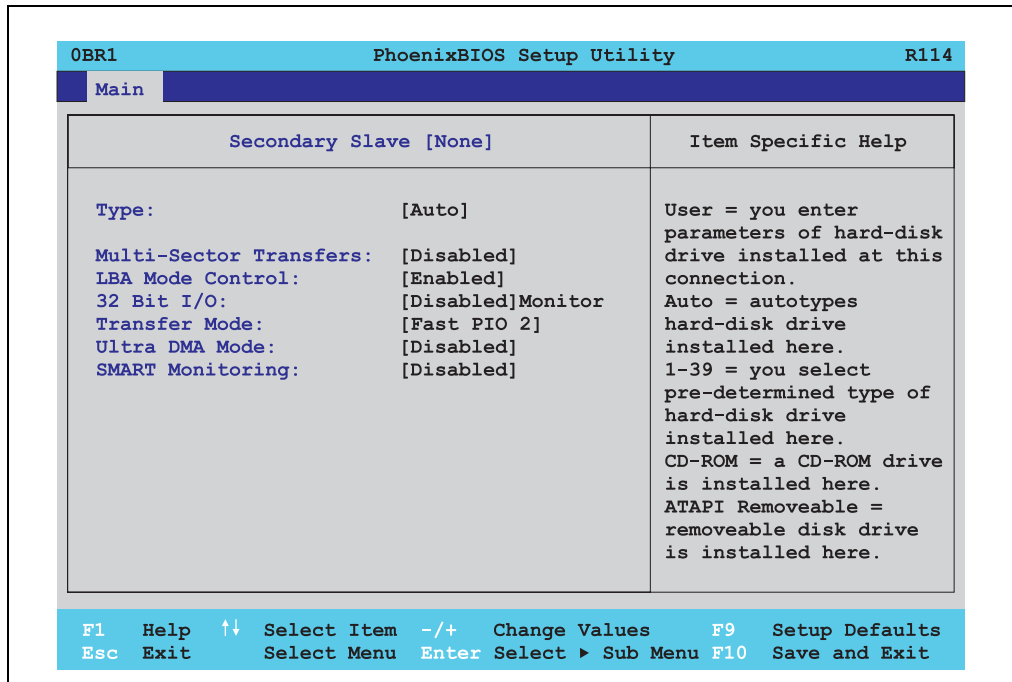 0BR1 PhoenixBIOS Setup Utility R114
Main
Secondary Slave [None]
Type: [Auto]
Multi-Sector Transfers: [Disabled]
LBA Mode Control: [Enabled]
32 Bit I/O: [Disabled]Monitor
Transfer Mode: [Fast PIO 2]
Ultra DMA Mode: [Disabled]
SMART Monitoring: [Disabled]
Item Specific Help
User = you enter
parameters of hard-disk
drive installed at this
connection.
Auto = autotypes
hard-disk drive
installed here.
1-39 = you select
pre-determined type of
hard-disk drive
installed here.
CD-ROM = a CD-ROM drive
is installed here.
ATAPI Removeable =
removeable disk drive
is installed here.
F1 Help ↑↓ Select Item -/+ Change Values F9 Setup Defaults
Esc Exit Select Menu Enter Select ▶ Sub Menu F10 Save and Exit